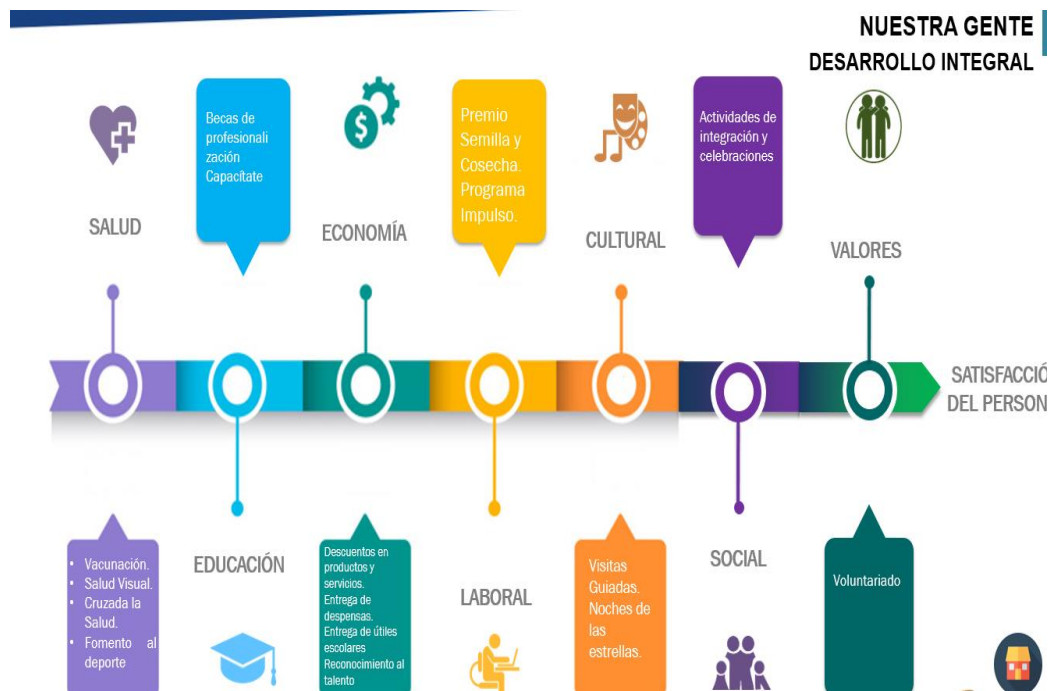 NUESTRA GENTE
DESARROLLO INTEGRAL
SALUD
Becas de
profesionali
zación
Capacítate
ECONOMÍA
Premio
Semilla y
Cosecha.
Programa
Impulso.
CULTURAL
Actividades de
integración y
celebraciones
VALORES
SATISFACCIÓ
DEL PERSON
• Vacunación.
• Salud Visual.
• Cruzada la
Salud.
• Fomento al
deporte
EDUCACIÓN
Descuentos en
productos y
servicios.
Entrega de
despensas.
Entrega de útiles
escolares
Reconocimiento al
talento
LABORAL
Visitas
Guiadas.
Noches de
las
estrellas.
SOCIAL
Voluntariado